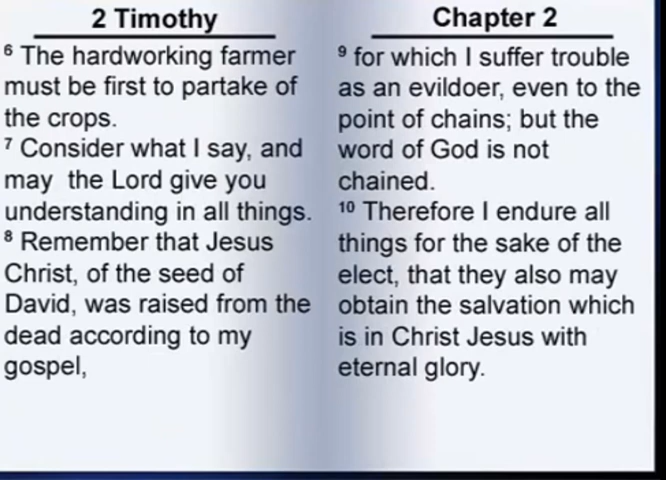 2 Timothy
⁶ The hardworking farmer
must be first to partake of
the crops.
⁷ Consider what I say, and
may the Lord give you
understanding in all things.
⁸ Remember that Jesus
Christ, of the seed of
David, was raised from the
dead according to my
gospel,
Chapter 2
⁹ for which I suffer trouble
as an evildoer, even to the
point of chains; but the
word of God is not
chained.
¹⁰ Therefore I endure all
things for the sake of the
elect, that they also may
obtain the salvation which
is in Christ Jesus with
eternal glory.